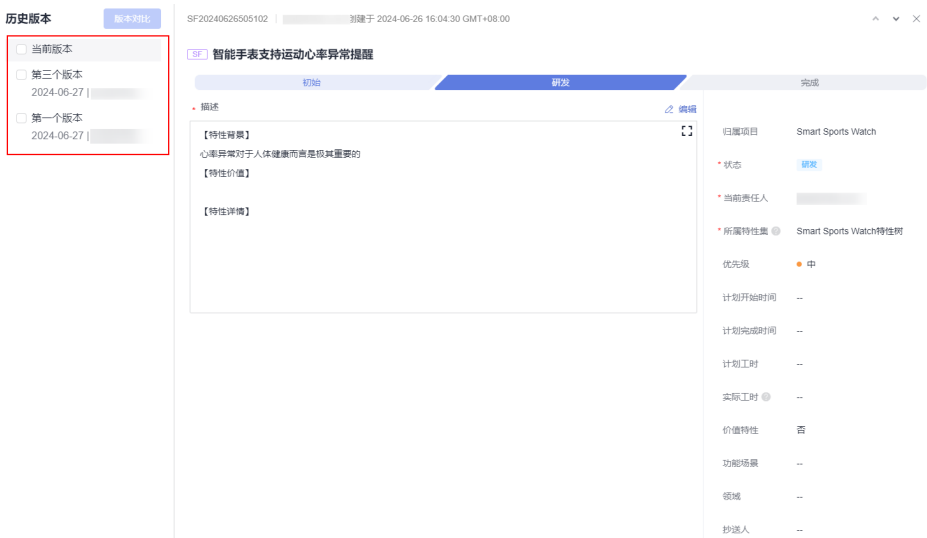 历史版本
版本对比
当前版本
第三个版本
2024-06-27 |
第一个版本
2024-06-27 |
SF20240626505102
创建于 2024-06-26 16:04:30 GMT+08:00
SF 智能手表支持运动心率异常提醒
初始
研发
完成
* 描述
编辑
【特性背景】
心率异常对于人体健康而言是极其重要的
【特性价值】
【特性详情】
归属项目 Smart Sports Watch
* 状态 研发
* 当前责任人
* 所属特性集 Smart Sports Watch特性树
优先级 中
计划开始时间 --
计划完成时间 --
计划工时 --
实际工时 --
价值特性 否
功能场景 --
领域 --
抄送人 --